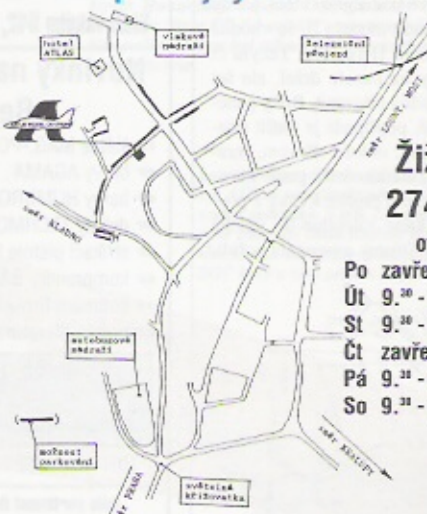 hotel
ATLAS
vlakové
nádraží
železniční
přejezd
směr LOUNY, MOST
směr KLADNO
Ži
274
o
Po zavře
Út 9.³⁰ -
St 9.³⁰ -
Čt zavře
Pá 9.³⁰ -
So 9.³⁰ -
autobusové
nádraží
možnost
parkování
směr PRAHA
světelná
křižovatka
směr KRALUPY